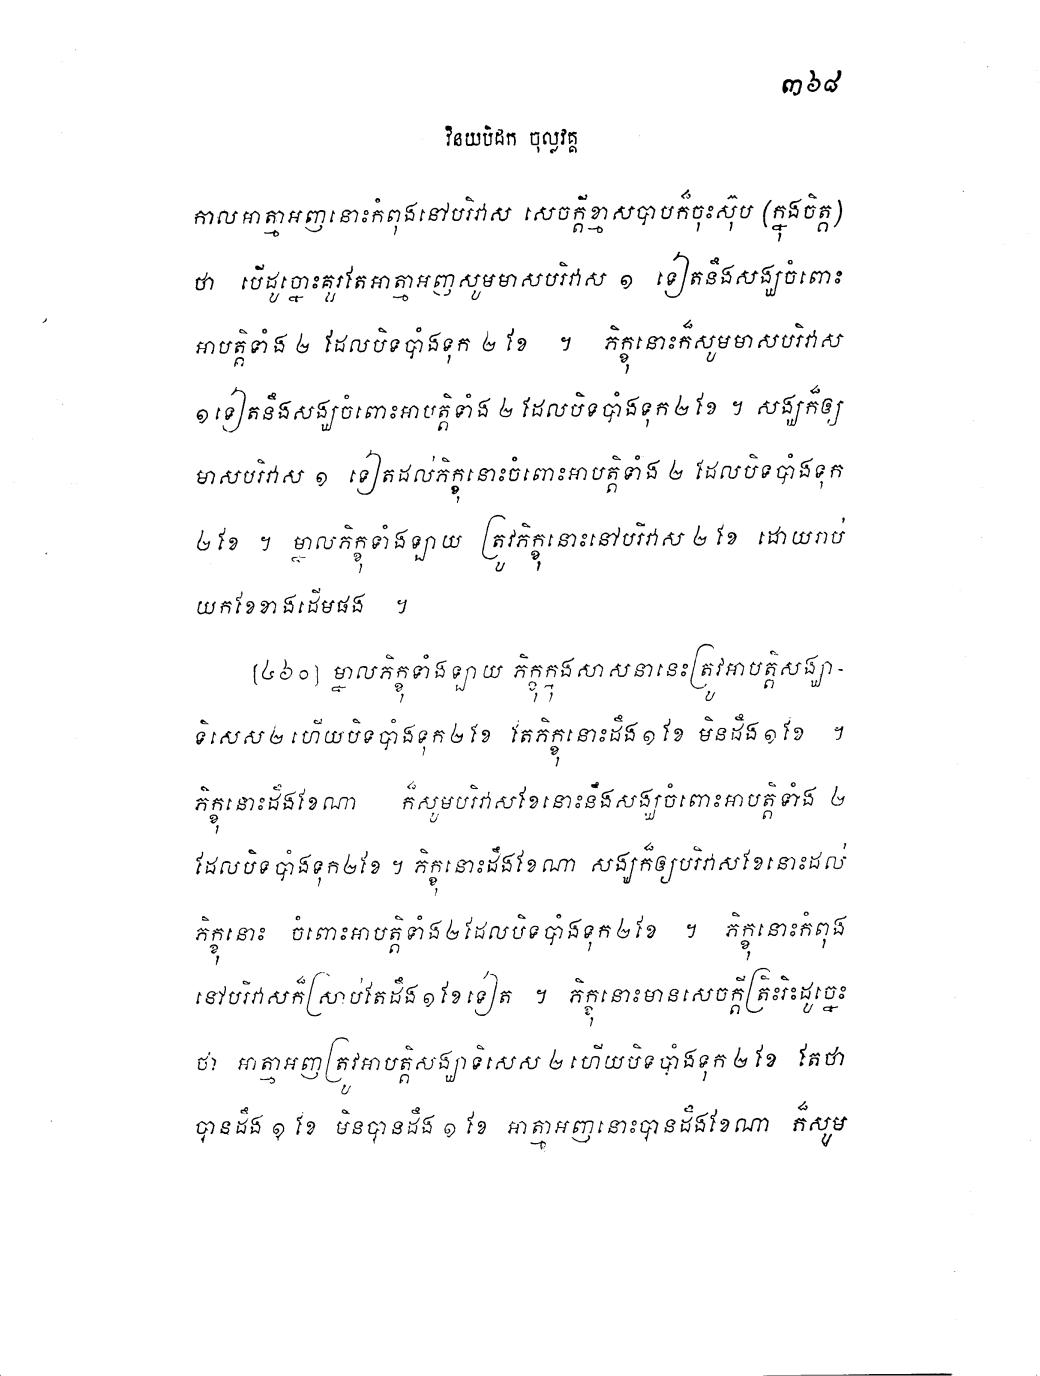 ៣៦៨
វិនយបិដក ចុល្លវគ្គ
កាលអាត្មាអញនោះកំពុងនៅបរិវាស សេចក្តីខ្មាសបាបក៏ចុះស៊ុប (ក្នុងចិត្ត)
ថា បើដូច្នោះគួរតែអាត្មាអញសូមមាសបរិវាស ១ ទៀតនឹងសង្ឃចំពោះ
អាបត្តិទាំង ២ ដែលបិទបាំងទុក ២ ខែ ។ ភិក្ខុនោះក៏សូមមាសបរិវាស
១ ទៀតនឹងសង្ឃចំពោះអាបត្តិទាំង ២ ដែលបិទបាំងទុក ២ ខែ ។ សង្ឃក៏ឲ្យ
មាសបរិវាស ១ ទៀតដល់ភិក្ខុនោះចំពោះអាបត្តិទាំង ២ ដែលបិទបាំងទុក
២ ខែ ។ ម្នាលភិក្ខុទាំងឡាយ ត្រូវភិក្ខុនោះនៅបរិវាស ២ ខែ ដោយរាប់
យកខែខាងដើមផង ។
[៤៦០] ម្នាលភិក្ខុទាំងឡាយ ភិក្ខុក្នុងសាសនានេះត្រូវអាបត្តិសង្ឃា-
ទិសេស ២ ហើយបិទបាំងទុក ២ ខែ តែភិក្ខុនោះដឹង ១ ខែ មិនដឹង ១ ខែ ។
ភិក្ខុនោះដឹងខែណា ក៏សូមបរិវាសខែនោះនឹងសង្ឃចំពោះអាបត្តិទាំង ២
ដែលបិទបាំងទុក ២ ខែ ។ ភិក្ខុនោះដឹងខែណា សង្ឃក៏ឲ្យបរិវាសខែនោះដល់
ភិក្ខុនោះ ចំពោះអាបត្តិទាំង ២ ដែលបិទបាំងទុក ២ ខែ ។ ភិក្ខុនោះកំពុង
នៅបរិវាសក៏ស្រាប់តែដឹង ១ ខែទៀត ។ ភិក្ខុនោះមានសេចក្តីត្រិះរិះដូច្នេះ
ថា អាត្មាអញត្រូវអាបត្តិសង្ឃាទិសេស ២ ហើយបិទបាំងទុក ២ ខែ តែថា
បានដឹង ១ ខែ មិនបានដឹង ១ ខែ អាត្មាអញនោះបានដឹងខែណា ក៏សូម